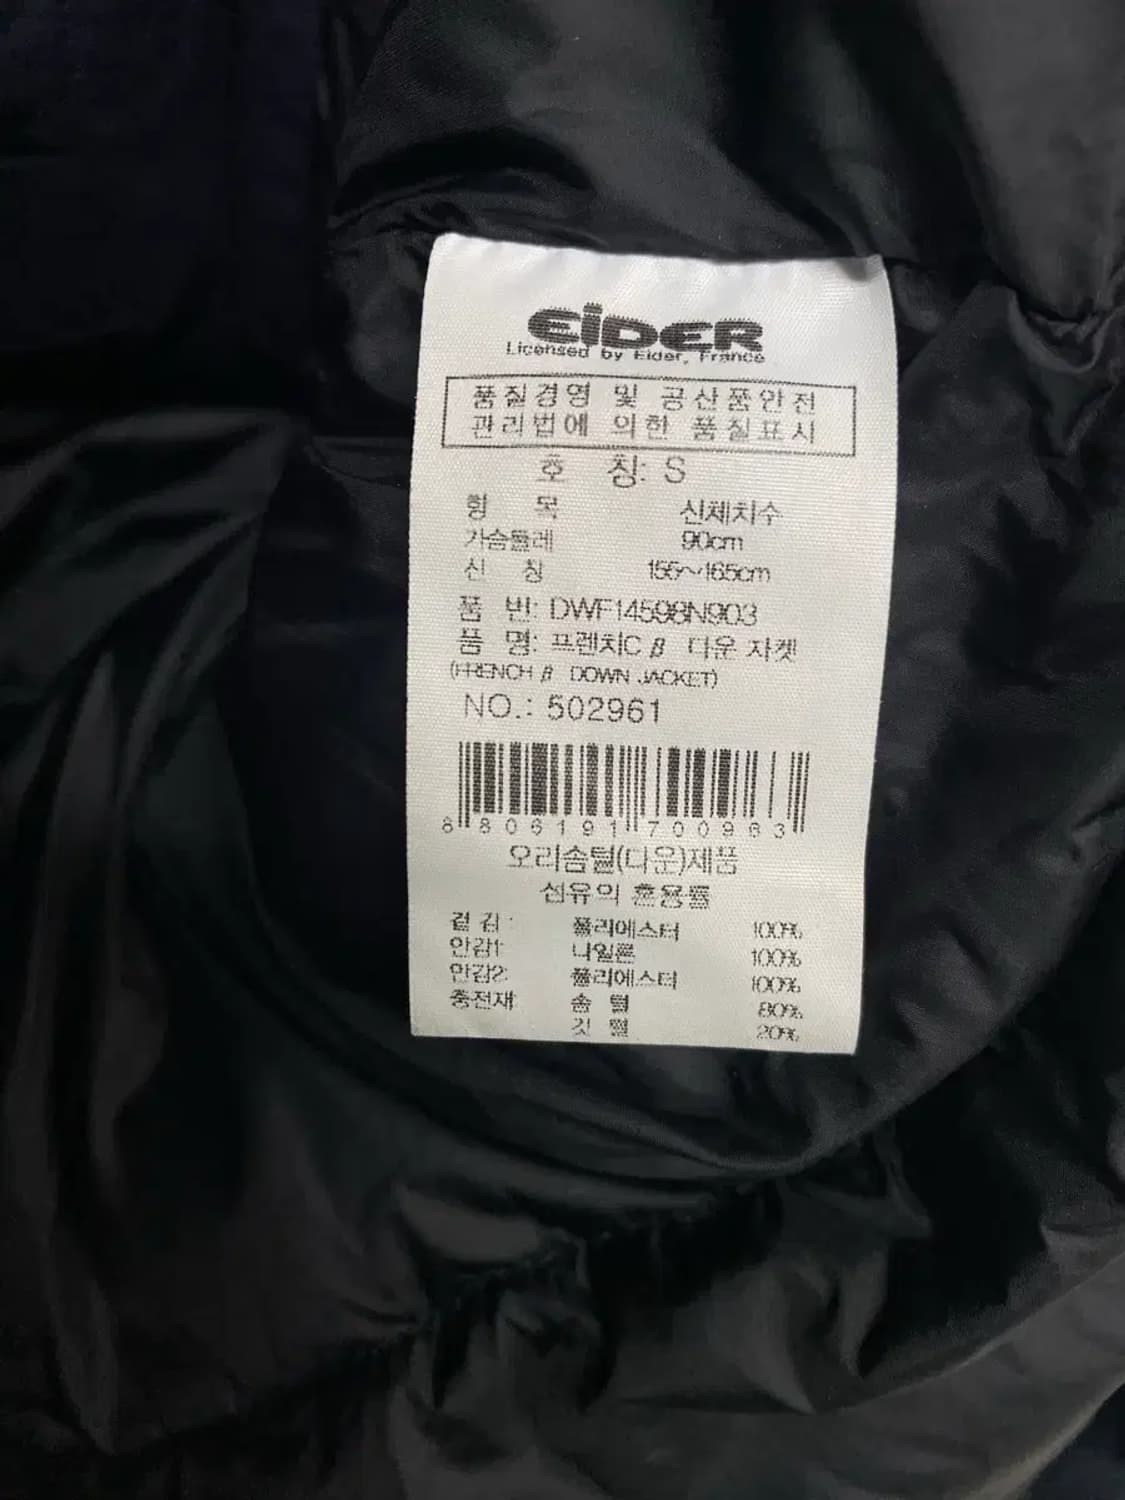 EiDER
Licensed by Eider, France
품질경영 및 공산품안전
관리법에 의한 품질표시
호 칭: S
항 목 신체치수
가슴둘레 90cm
신 장 155~165cm
품 번: DWF14598N903
품 명: 프렌치C β 다운 자켓
(FRENCH β DOWN JACKET)
NO.: 502961
8 806191 700963
오리솜털(다운)제품
섬유의 혼용률
겉감: 폴리에스터 100%
안감1: 나일론 100%
안감2: 폴리에스터 100%
충전재 솜 털 80%
깃 털 20%